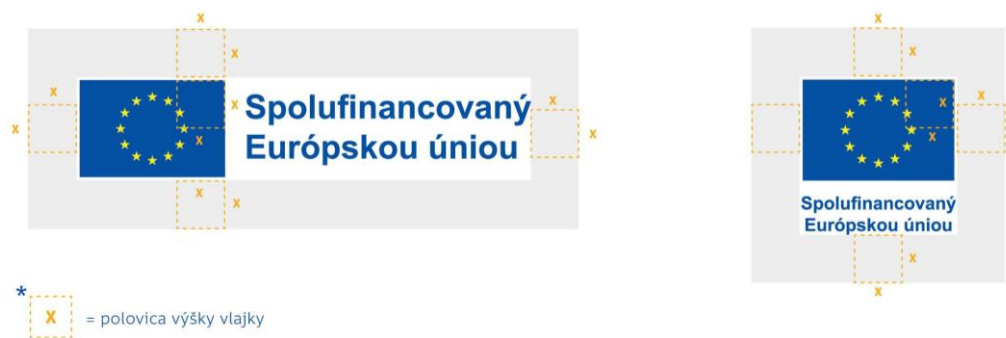 x
x
x
x
x
x
x
x
x
x
Spolufinancovaný
Európskou úniou
x
x
x
x
x
x
x
x
Spolufinancovaný
Európskou úniou
x
x
*
x = polovica výšky vlajky